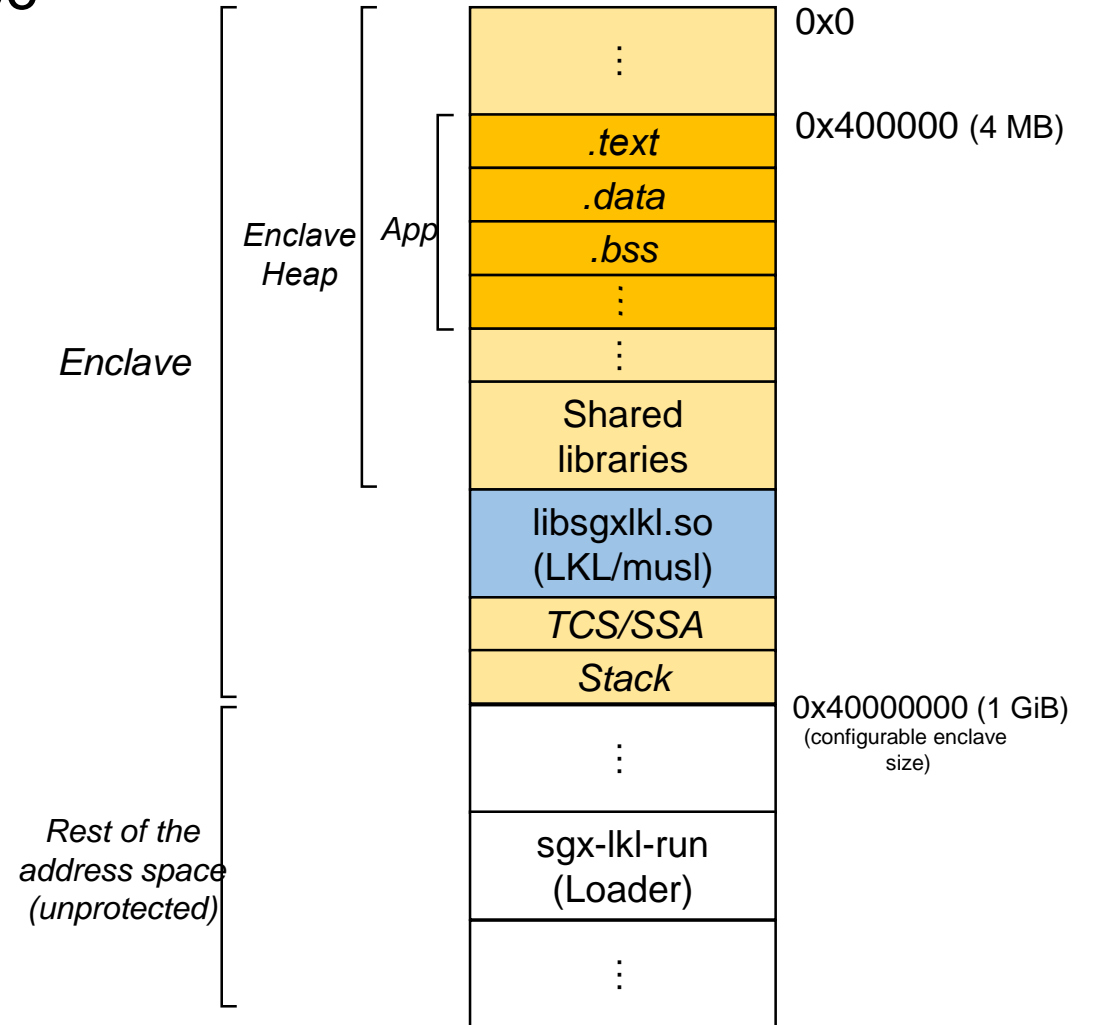 0x0
⋮
0x400000 (4 MB)
.text
.data
App
Enclave
Heap
.bss
⋮
⋮
Enclave
Shared
libraries
libsgxlkl.so
(LKL/musl)
TCS/SSA
Stack
0x40000000 (1 GiB)
(configurable enclave
size)
⋮
Rest of the
address space
(unprotected)
sgx-lkl-run
(Loader)
⋮